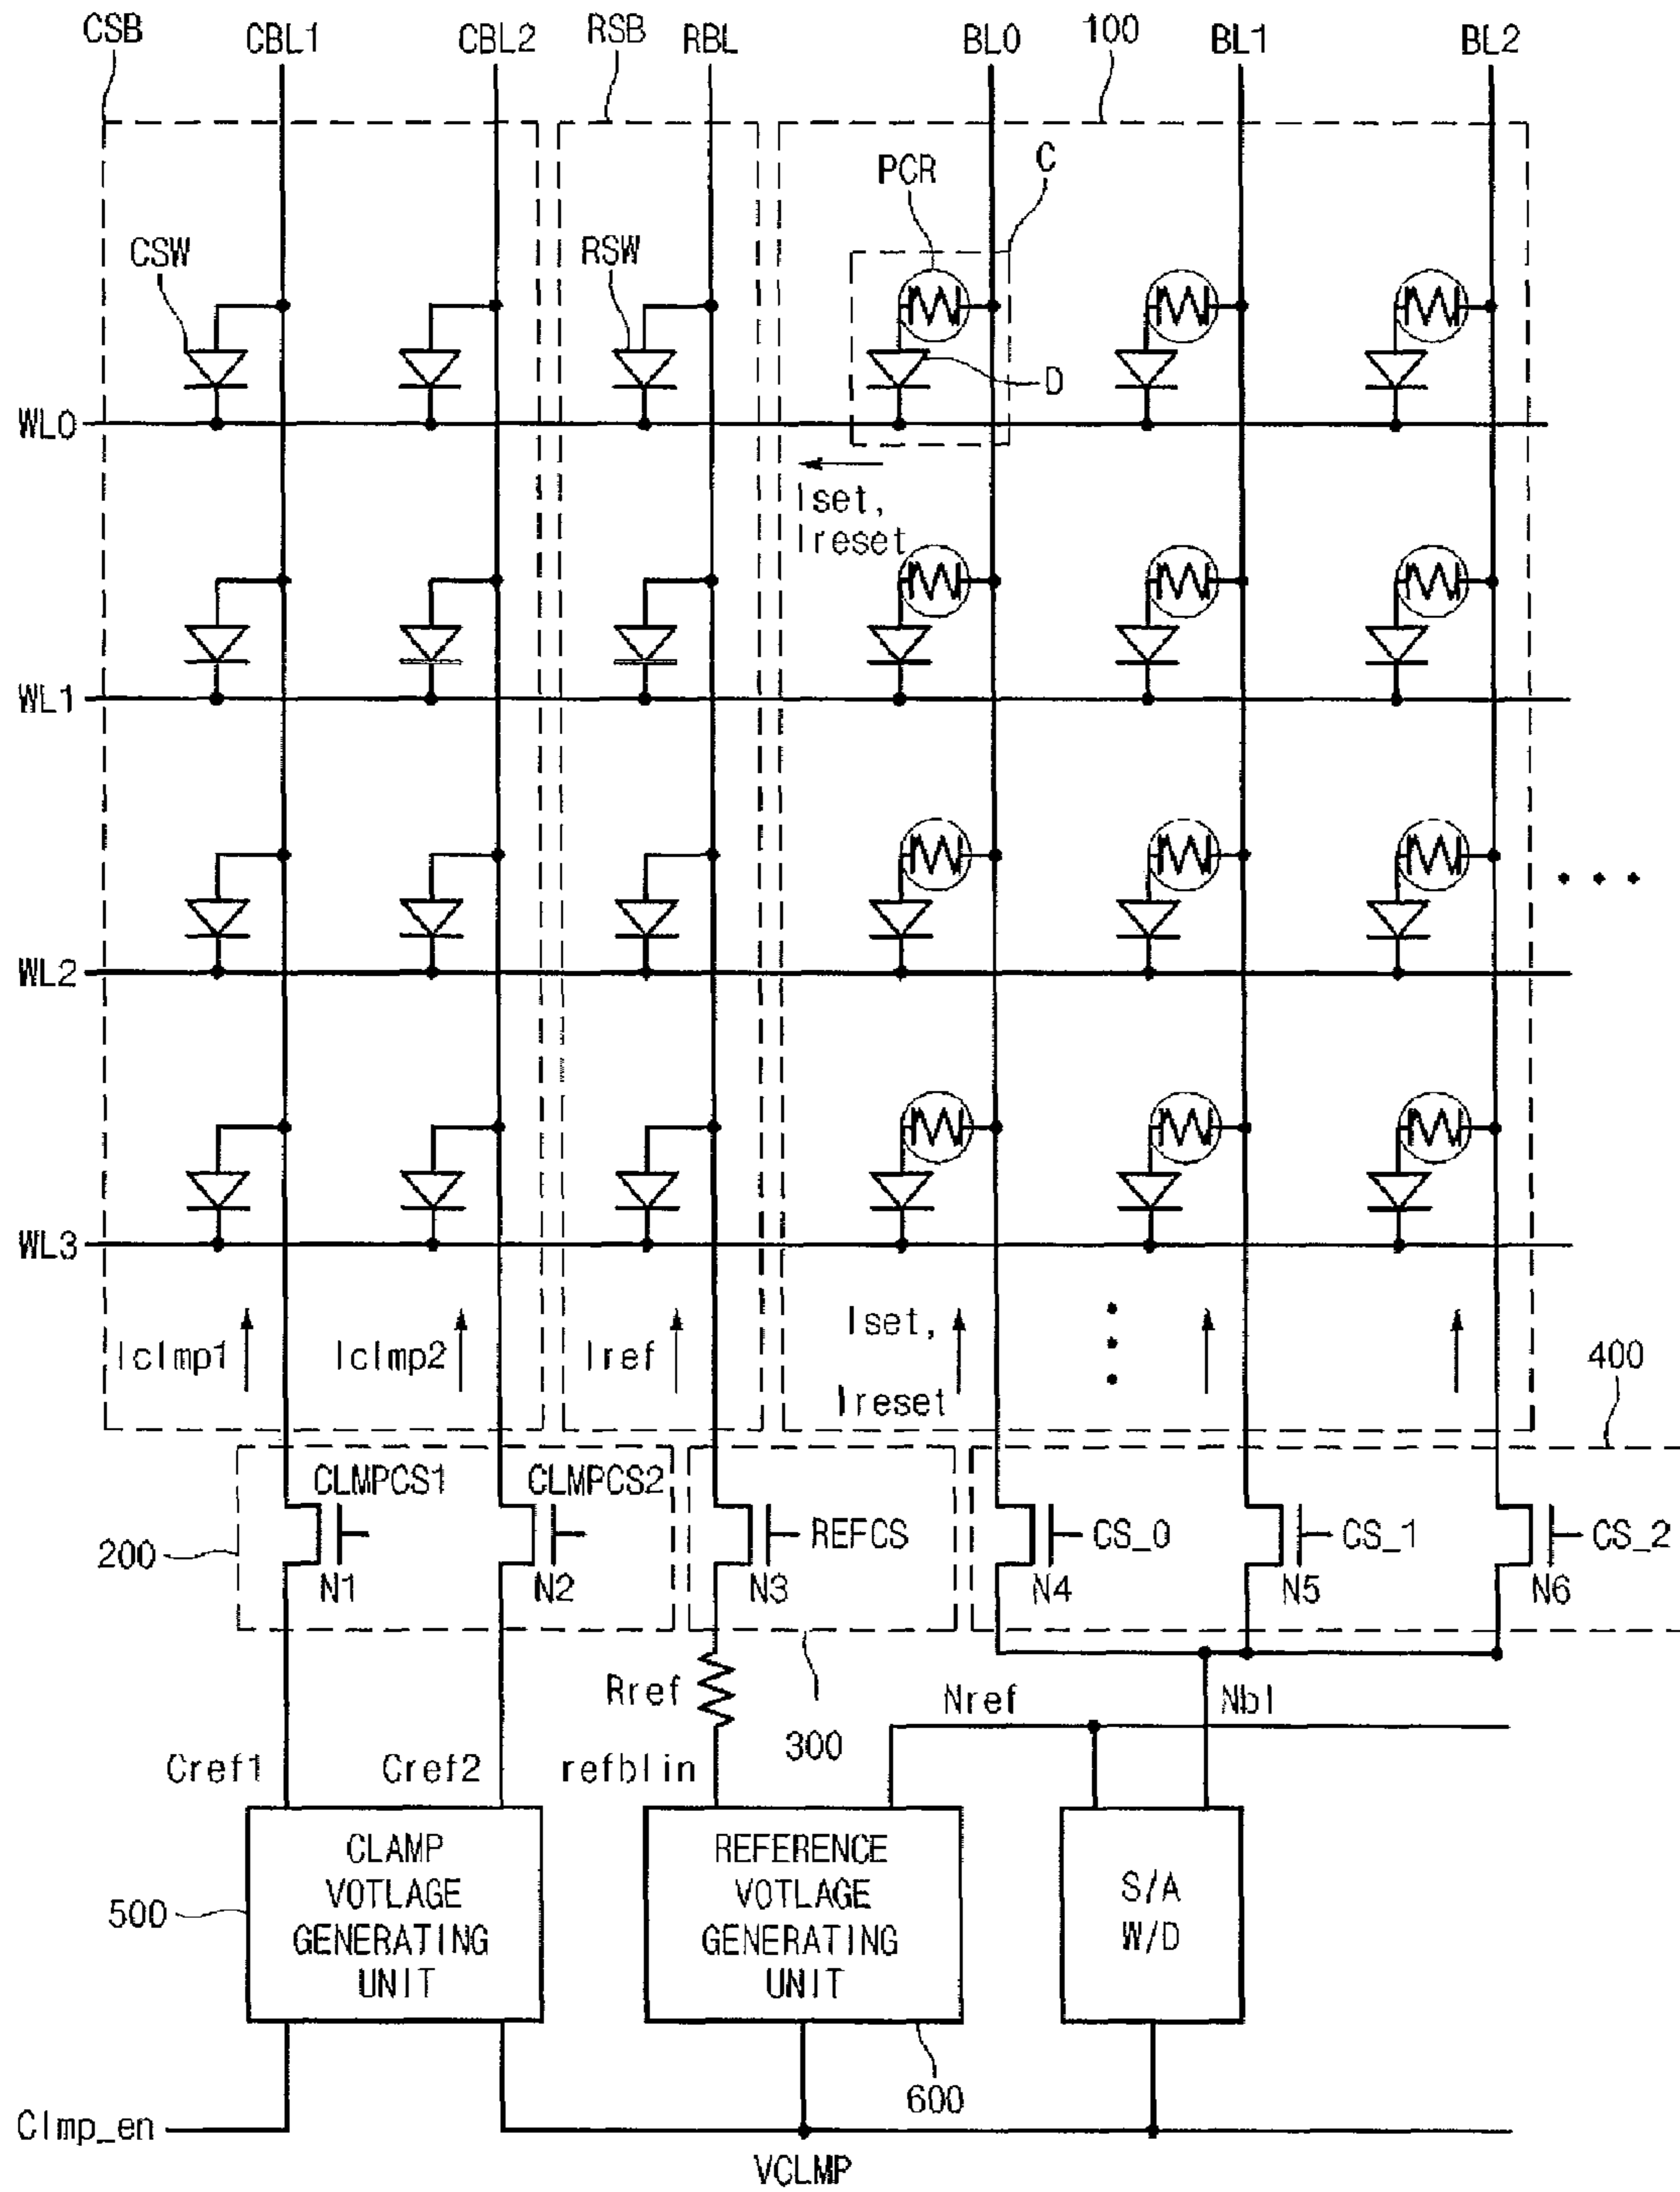 CSB CBL1 CBL2 RSB RBL BL0 100 BL1 BL2
PCR C
CSW RSW
D
WL0
Iset,
Ireset
WL1
WL2
WL3
Iclmp1 Iclmp2 Iref Iset,
Ireset
400
CLMPCS1 CLMPCS2
200 REFCS CS_0 CS_1 CS_2
N1 N2 N3 N4 N5 N6
Rref Nref Nbl
300
Cref1 Cref2 refblin
CLAMP
VOTLAGE
GENERATING
UNIT
500
REFERENCE
VOTLAGE
GENERATING
UNIT
S/A
W/D
600
Clmp_en
VCLMP